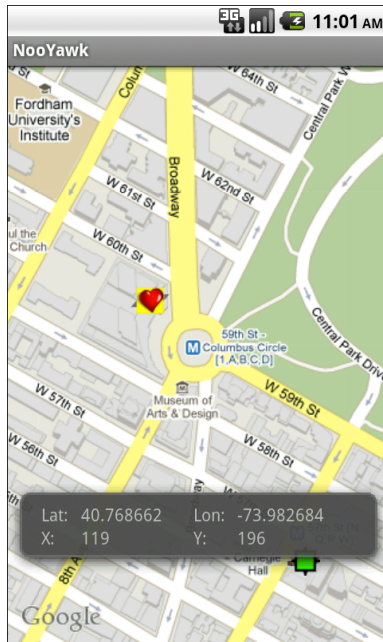 3G
11:01 AM
NooYawk
W 64th St
Central Park W
Fordham
University's
Institute
Broadway
W 62nd St
W 61st St
ul the
Church
W 60th St
59th St -
Columbus Circle
[1,A,B,C,D]
M
Central Park Drive
W 59th St
Museum of
Arts & Design
W 57th St
W 58th St
W 56th St
Lat: 40.768662 Lon: -73.982684
X: 119 Y: 196
Carnegie
Hall
8th A
Google